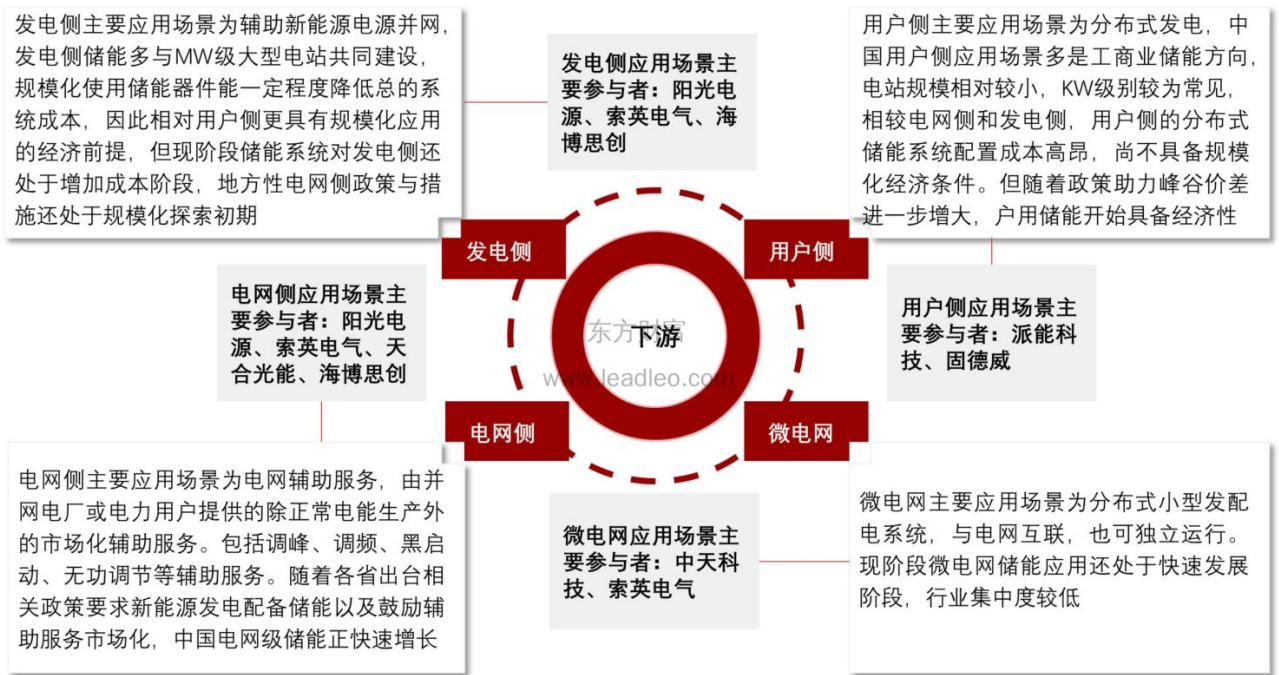 发电侧主要应用场景为辅助新能源电源并网，
发电侧储能多与MW级大型电站共同建设，
规模化使用储能器件能一定程度降低总的系
统成本，因此相对用户侧更具有规模化应用
的经济前提，但现阶段储能系统对发电侧还
处于增加成本阶段，地方性电网侧政策与措
施还处于规模化探索初期
发电侧应用场景主
要参与者：阳光电
源、索英电气、海
博思创
用户侧主要应用场景为分布式发电，中
国用户侧应用场景多是工商业储能方向，
电站规模相对较小，KW级别较为常见，
相较电网侧和发电侧，用户侧的分布式
储能系统配置成本高昂，尚不具备规模
化经济条件。但随着政策助力峰谷价差
进一步增大，户用储能开始具备经济性
发电侧
用户侧
电网侧应用场景主
要参与者：阳光电
源、索英电气、天
合光能、海博思创
东方财富
下游
www.leadleo.com
用户侧应用场景主
要参与者：派能科
技、固德威
电网侧
微电网
电网侧主要应用场景为电网辅助服务，由并
网电厂或电力用户提供的除正常电能生产外
的市场化辅助服务。包括调峰、调频、黑启
动、无功调节等辅助服务。随着各省出台相
关政策要求新能源发电配备储能以及鼓励辅
助服务市场化，中国电网级储能正快速增长
微电网应用场景主
要参与者：中天科
技、索英电气
微电网主要应用场景为分布式小型发配
电系统，与电网互联，也可独立运行。
现阶段微电网储能应用还处于快速发展
阶段，行业集中度较低